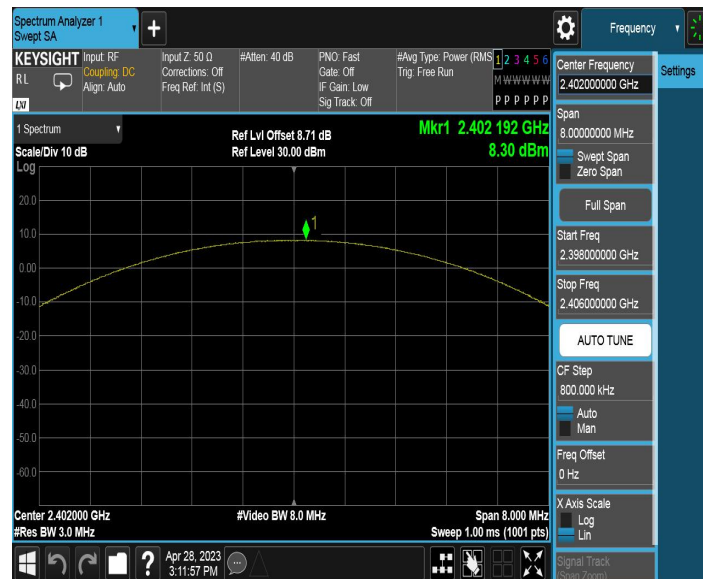 Spectrum Analyzer 1
Swept SA
Frequency
KEYSIGHT
RL
LXI
Input: RF
Coupling: DC
Align: Auto
Input Z: 50 Ω
Corrections: Off
Freq Ref: Int (S)
#Atten: 40 dB
PNO: Fast
Gate: Off
IF Gain: Low
Sig Track: Off
#Avg Type: Power (RMS
Trig: Free Run
1 2 3 4 5 6
M W W W W W
P P P P P P
1 Spectrum
Scale/Div 10 dB
Log
Ref Lvl Offset 8.71 dB
Ref Level 30.00 dBm
Mkr1 2.402 192 GHz
8.30 dBm
20.0
10.0
0.00
-10.0
-20.0
-30.0
-40.0
-50.0
-60.0
1
Center 2.402000 GHz
#Res BW 3.0 MHz
#Video BW 8.0 MHz
Span 8.000 MHz
Sweep 1.00 ms (1001 pts)
Apr 28, 2023
3:11:57 PM
Center Frequency
2.402000000 GHz
Span
8.00000000 MHz
Swept Span
Zero Span
Full Span
Start Freq
2.398000000 GHz
Stop Freq
2.406000000 GHz
AUTO TUNE
CF Step
800.000 kHz
Auto
Man
Freq Offset
0 Hz
X Axis Scale
Log
Lin
Signal Track
(Span Zoom)
Settings